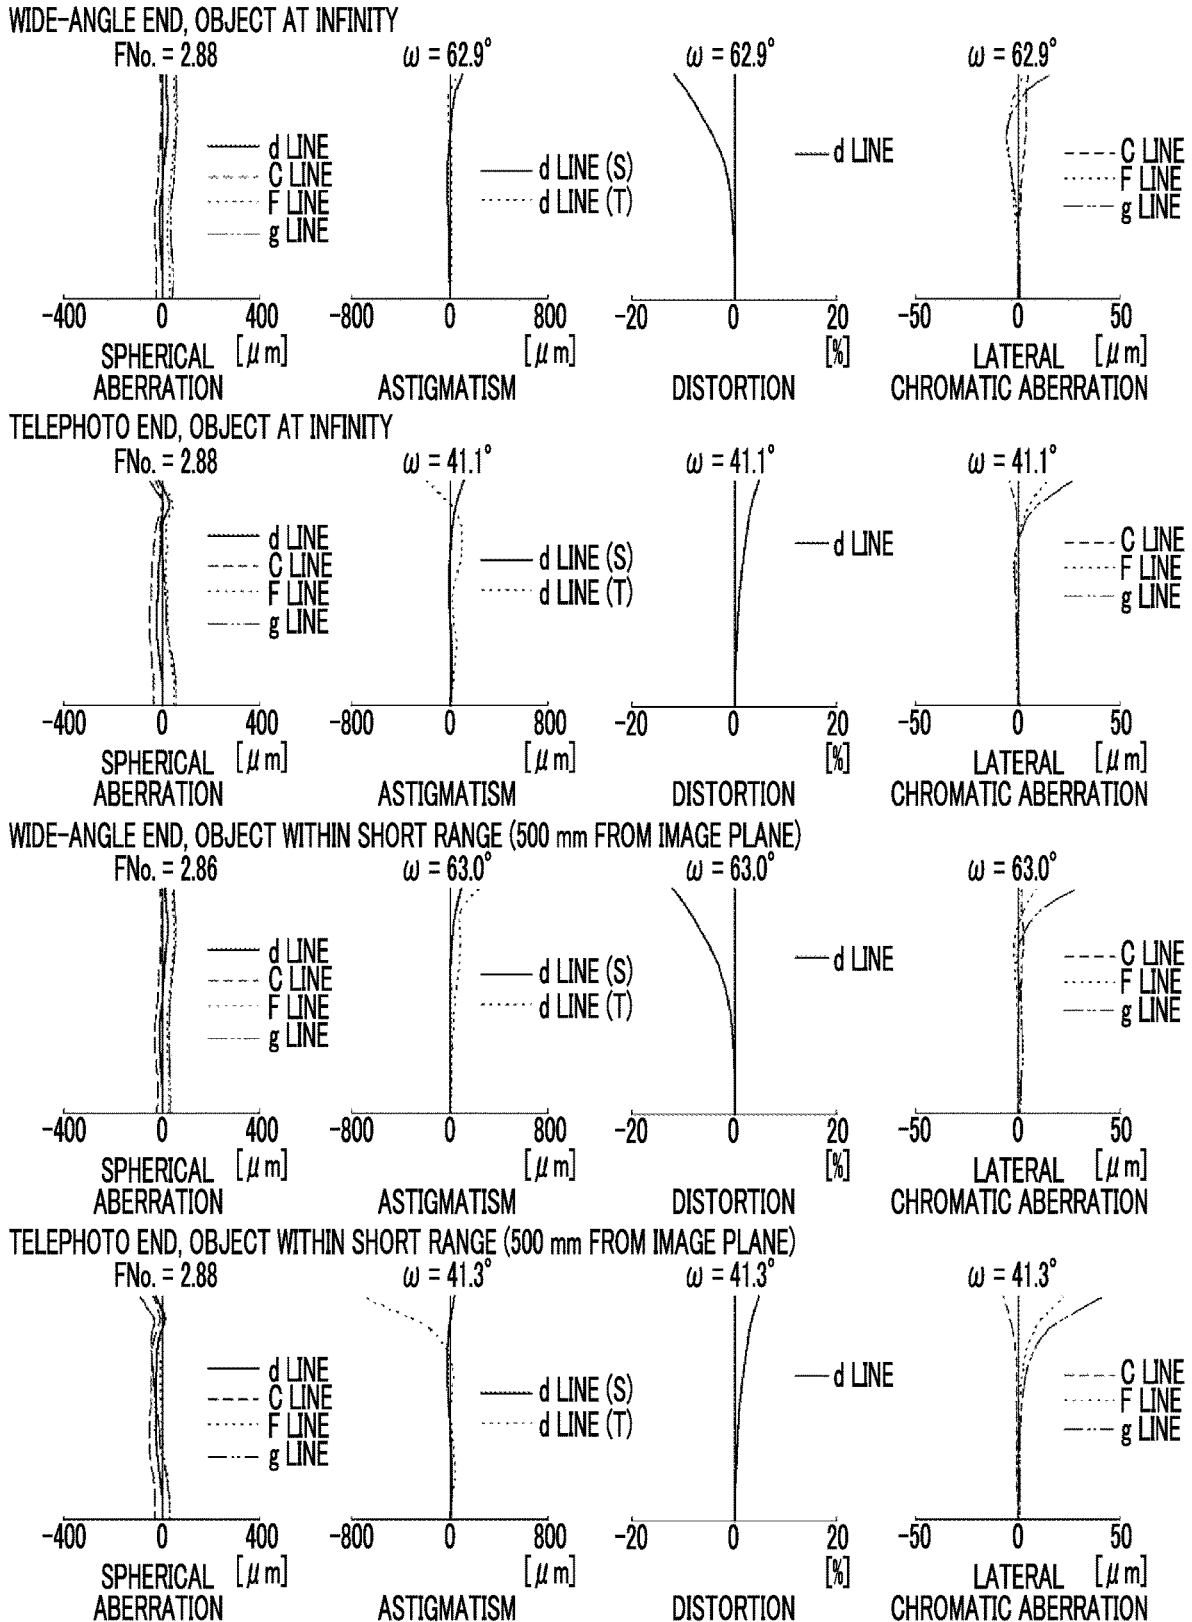 WIDE-ANGLE END, OBJECT AT INFINITY
FNo. = 2.88
ω = 62.9°
ω = 62.9°
ω = 62.9°
d LINE
C LINE
F LINE
g LINE
d LINE (S)
d LINE (T)
d LINE
C LINE
F LINE
g LINE
-400 0 400
-800 0 800
-20 0 20
-50 0 50
SPHERICAL [μm]
ABERRATION
[μm]
ASTIGMATISM
[%]
DISTORTION
LATERAL [μm]
CHROMATIC ABERRATION
TELEPHOTO END, OBJECT AT INFINITY
FNo. = 2.88
ω = 41.1°
ω = 41.1°
ω = 41.1°
d LINE
C LINE
F LINE
g LINE
d LINE (S)
d LINE (T)
d LINE
C LINE
F LINE
g LINE
-400 0 400
-800 0 800
-20 0 20
-50 0 50
SPHERICAL [μm]
ABERRATION
[μm]
ASTIGMATISM
[%]
DISTORTION
LATERAL [μm]
CHROMATIC ABERRATION
WIDE-ANGLE END, OBJECT WITHIN SHORT RANGE (500 mm FROM IMAGE PLANE)
FNo. = 2.86
ω = 63.0°
ω = 63.0°
ω = 63.0°
d LINE
C LINE
F LINE
g LINE
d LINE (S)
d LINE (T)
d LINE
C LINE
F LINE
g LINE
-400 0 400
-800 0 800
-20 0 20
-50 0 50
SPHERICAL [μm]
ABERRATION
[μm]
ASTIGMATISM
[%]
DISTORTION
LATERAL [μm]
CHROMATIC ABERRATION
TELEPHOTO END, OBJECT WITHIN SHORT RANGE (500 mm FROM IMAGE PLANE)
FNo. = 2.88
ω = 41.3°
ω = 41.3°
ω = 41.3°
d LINE
C LINE
F LINE
g LINE
d LINE (S)
d LINE (T)
d LINE
C LINE
F LINE
g LINE
-400 0 400
-800 0 800
-20 0 20
-50 0 50
SPHERICAL [μm]
ABERRATION
[μm]
ASTIGMATISM
[%]
DISTORTION
LATERAL [μm]
CHROMATIC ABERRATION